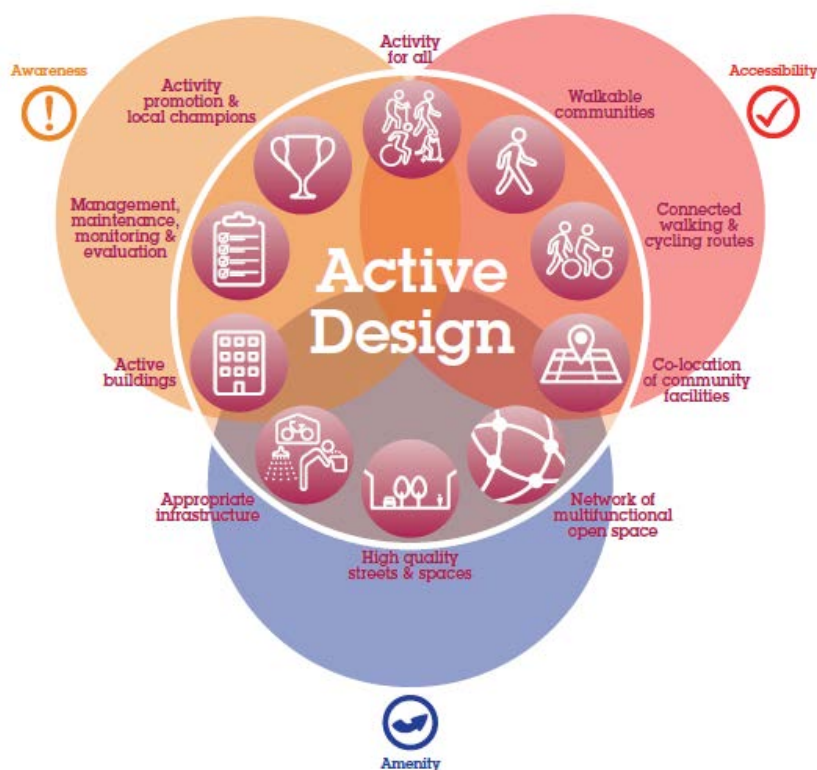 Awareness
Accessibility
Activity
for all
Activity
promotion &
local champions
Walkable
communities
Management,
maintenance,
monitoring &
evaluation
Connected
walking &
cycling routes
Active
Design
Active
buildings
Co-location
of community
facilities
Appropriate
infrastructure
Network of
multifunctional
open space
High quality
streets & spaces
Amenity